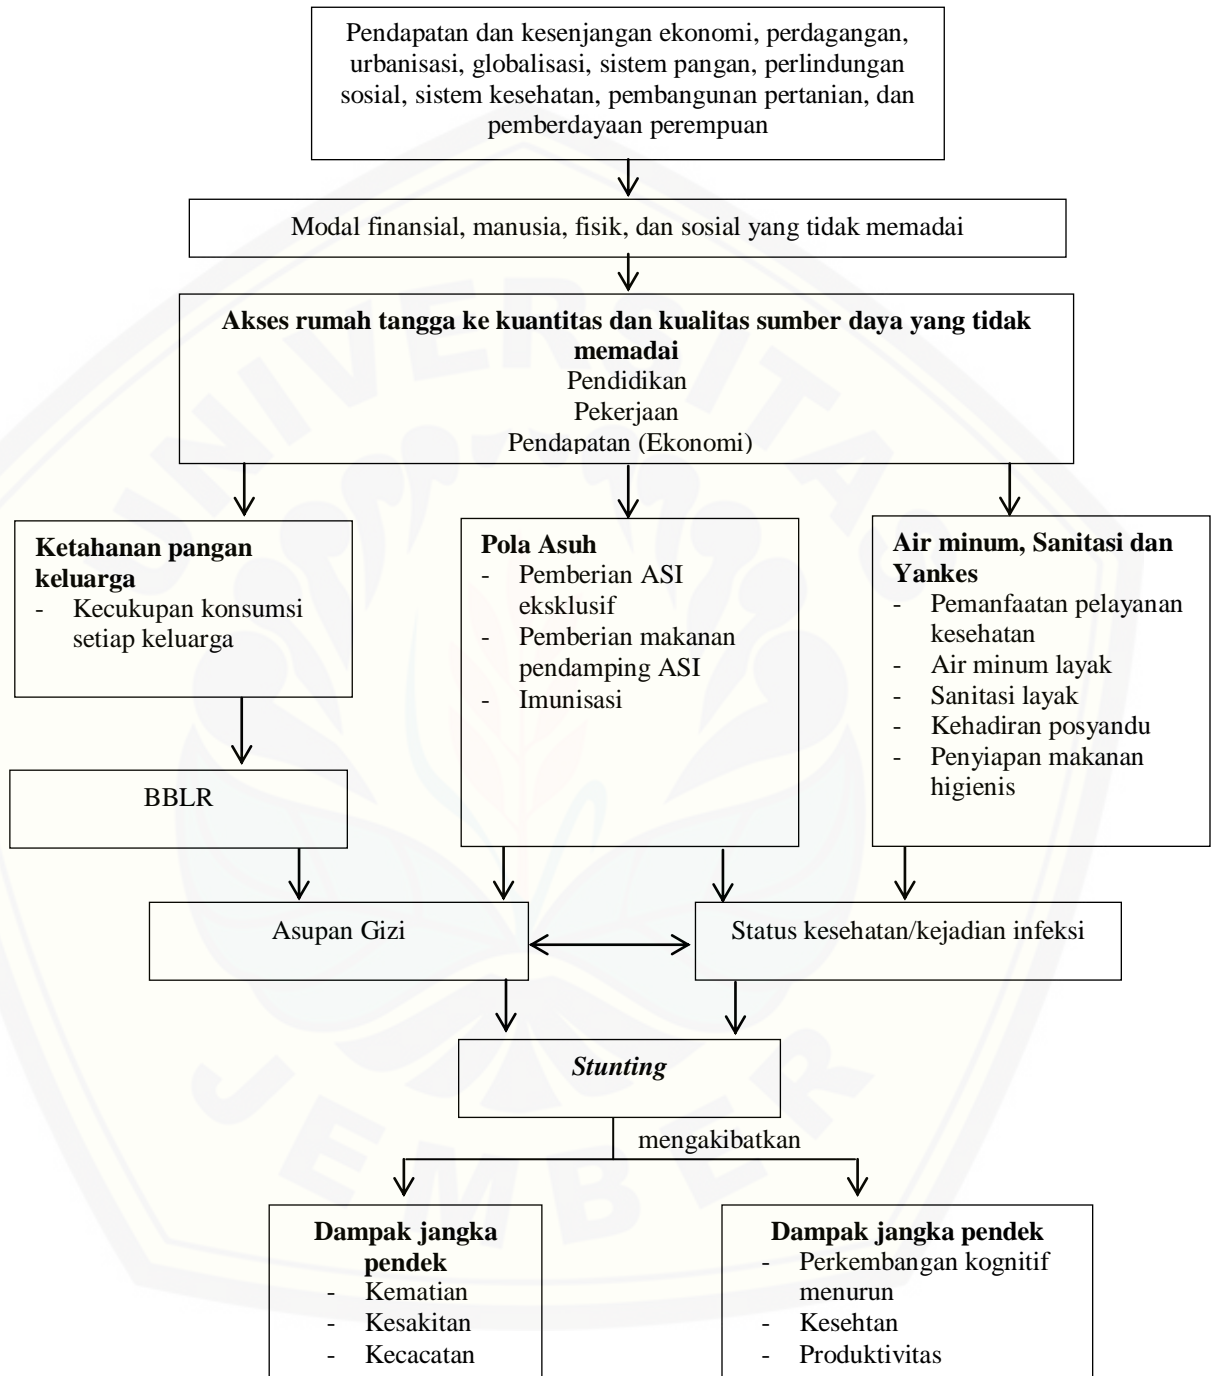 Pendapatan dan kesenjangan ekonomi, perdagangan,
urbanisasi, globalisasi, sistem pangan, perlindungan
sosial, sistem kesehatan, pembangunan pertanian, dan
pemberdayaan perempuan
Modal finansial, manusia, fisik, dan sosial yang tidak memadai
Akses rumah tangga ke kuantitas dan kualitas sumber daya yang tidak
memadai
Pendidikan
Pekerjaan
Pendapatan (Ekonomi)
Ketahanan pangan
keluarga
- Kecukupan konsumsi
setiap keluarga
Pola Asuh
- Pemberian ASI
eksklusif
- Pemberian makanan
pendamping ASI
- Imunisasi
Air minum, Sanitasi dan
Yankes
- Pemanfaatan pelayanan
kesehatan
- Air minum layak
- Sanitasi layak
- Kehadiran posyandu
- Penyiapan makanan
higienis
BBLR
Asupan Gizi
Status kesehatan/kejadian infeksi
Stunting
mengakibatkan
Dampak jangka
pendek
- Kematian
- Kesakitan
- Kecacatan
Dampak jangka pendek
- Perkembangan kognitif
menurun
- Kesehtan
- Produktivitas
UNIVERSITAS
JEMBER